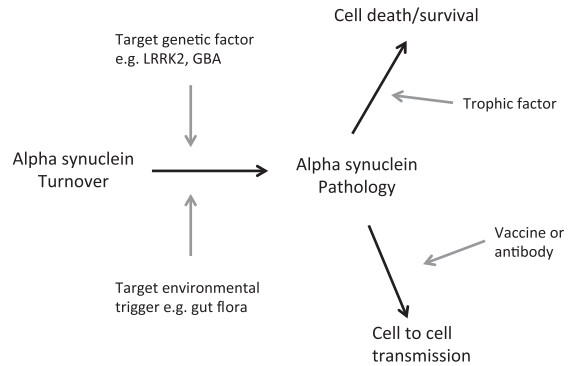 Cell death/survival
Target genetic factor
e.g. LRRK2, GBA
Trophic factor
Alpha synuclein
Turnover
Alpha synuclein
Pathology
Vaccine or
antibody
Target environmental
trigger e.g. gut flora
Cell to cell
transmission